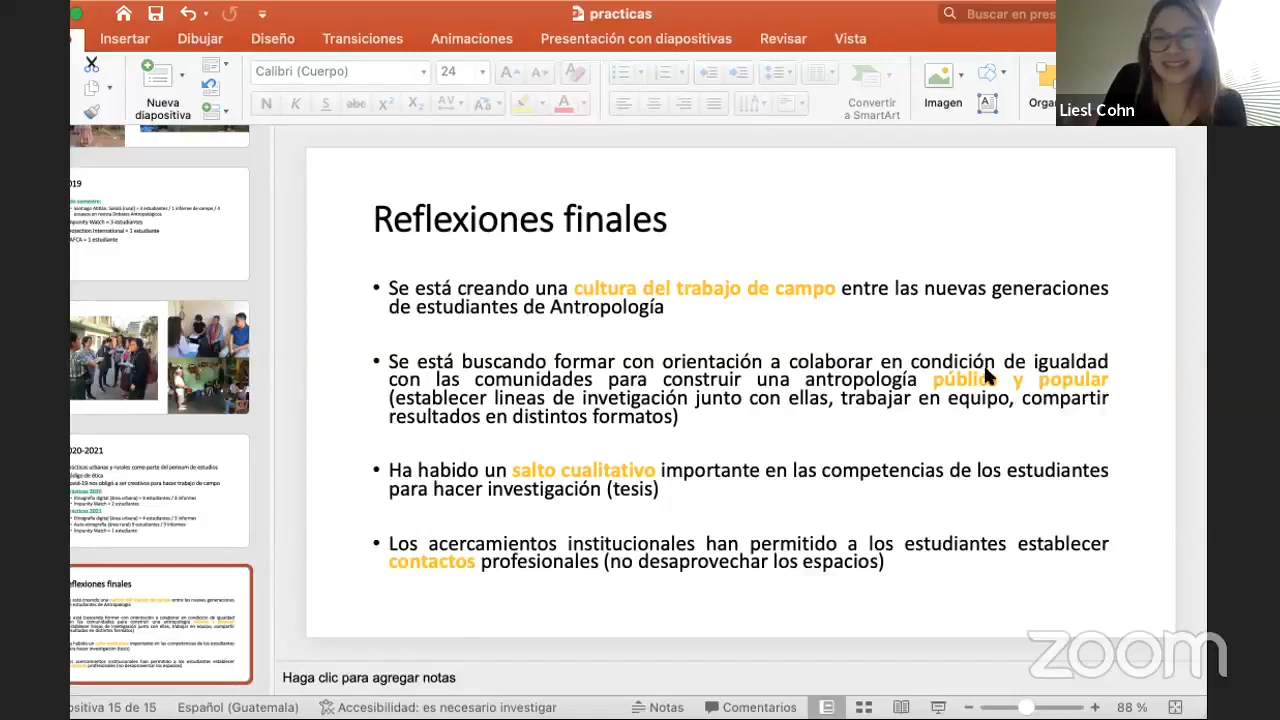 practicas
Buscar en pres
Insertar
Dibujar
Diseño
Transiciones
Animaciones
Presentación con diapositivas
Revisar
Vista
Nueva
diapositiva
Calibri (Cuerpo)
24
Convertir
a SmartArt
Imagen
Orga
Liesl Cohn
Reflexiones finales
• Se está creando una cultura del trabajo de campo entre las nuevas generaciones
de estudiantes de Antropología
• Se está buscando formar con orientación a colaborar en condición de igualdad
con las comunidades para construir una antropología pública y popular
(establecer lineas de invetigación junto con ellas, trabajar en equipo, compartir
resultados en distintos formatos)
• Ha habido un salto cualitativo importante en los competencias de los estudiantes
para hacer investigación (tesis)
• Los acercamientos institucionales han permitido a los estudiantes establecer
contactos profesionales (no desaprovechar los espacios)
zoom
Haga clic para agregar notas
positiva 15 de 15
Español (Guatemala)
Accesibilidad: es necesario investigar
Notas
Comentarios
88 %